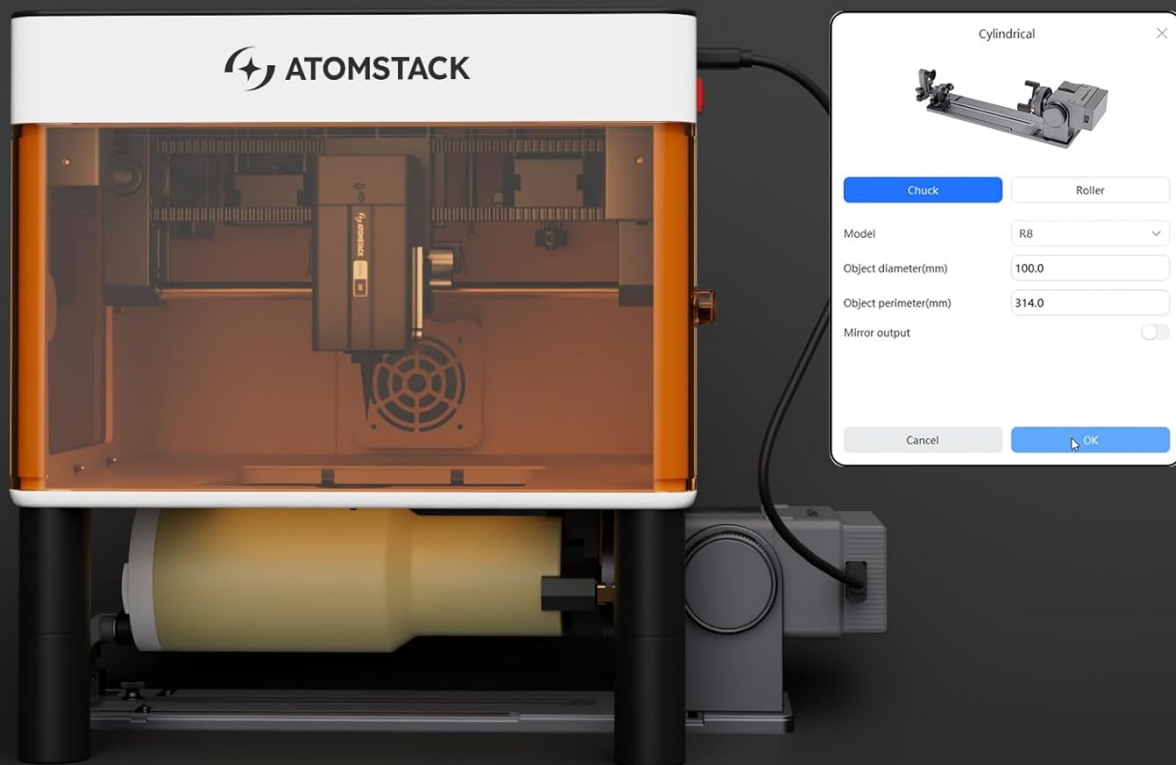 ATOMSTACK
ATOMSTACK
Cylindrical
Chuck
Roller
Model
R8
Object diameter(mm)
100.0
Object perimeter(mm)
314.0
Mirror output
Cancel
OK